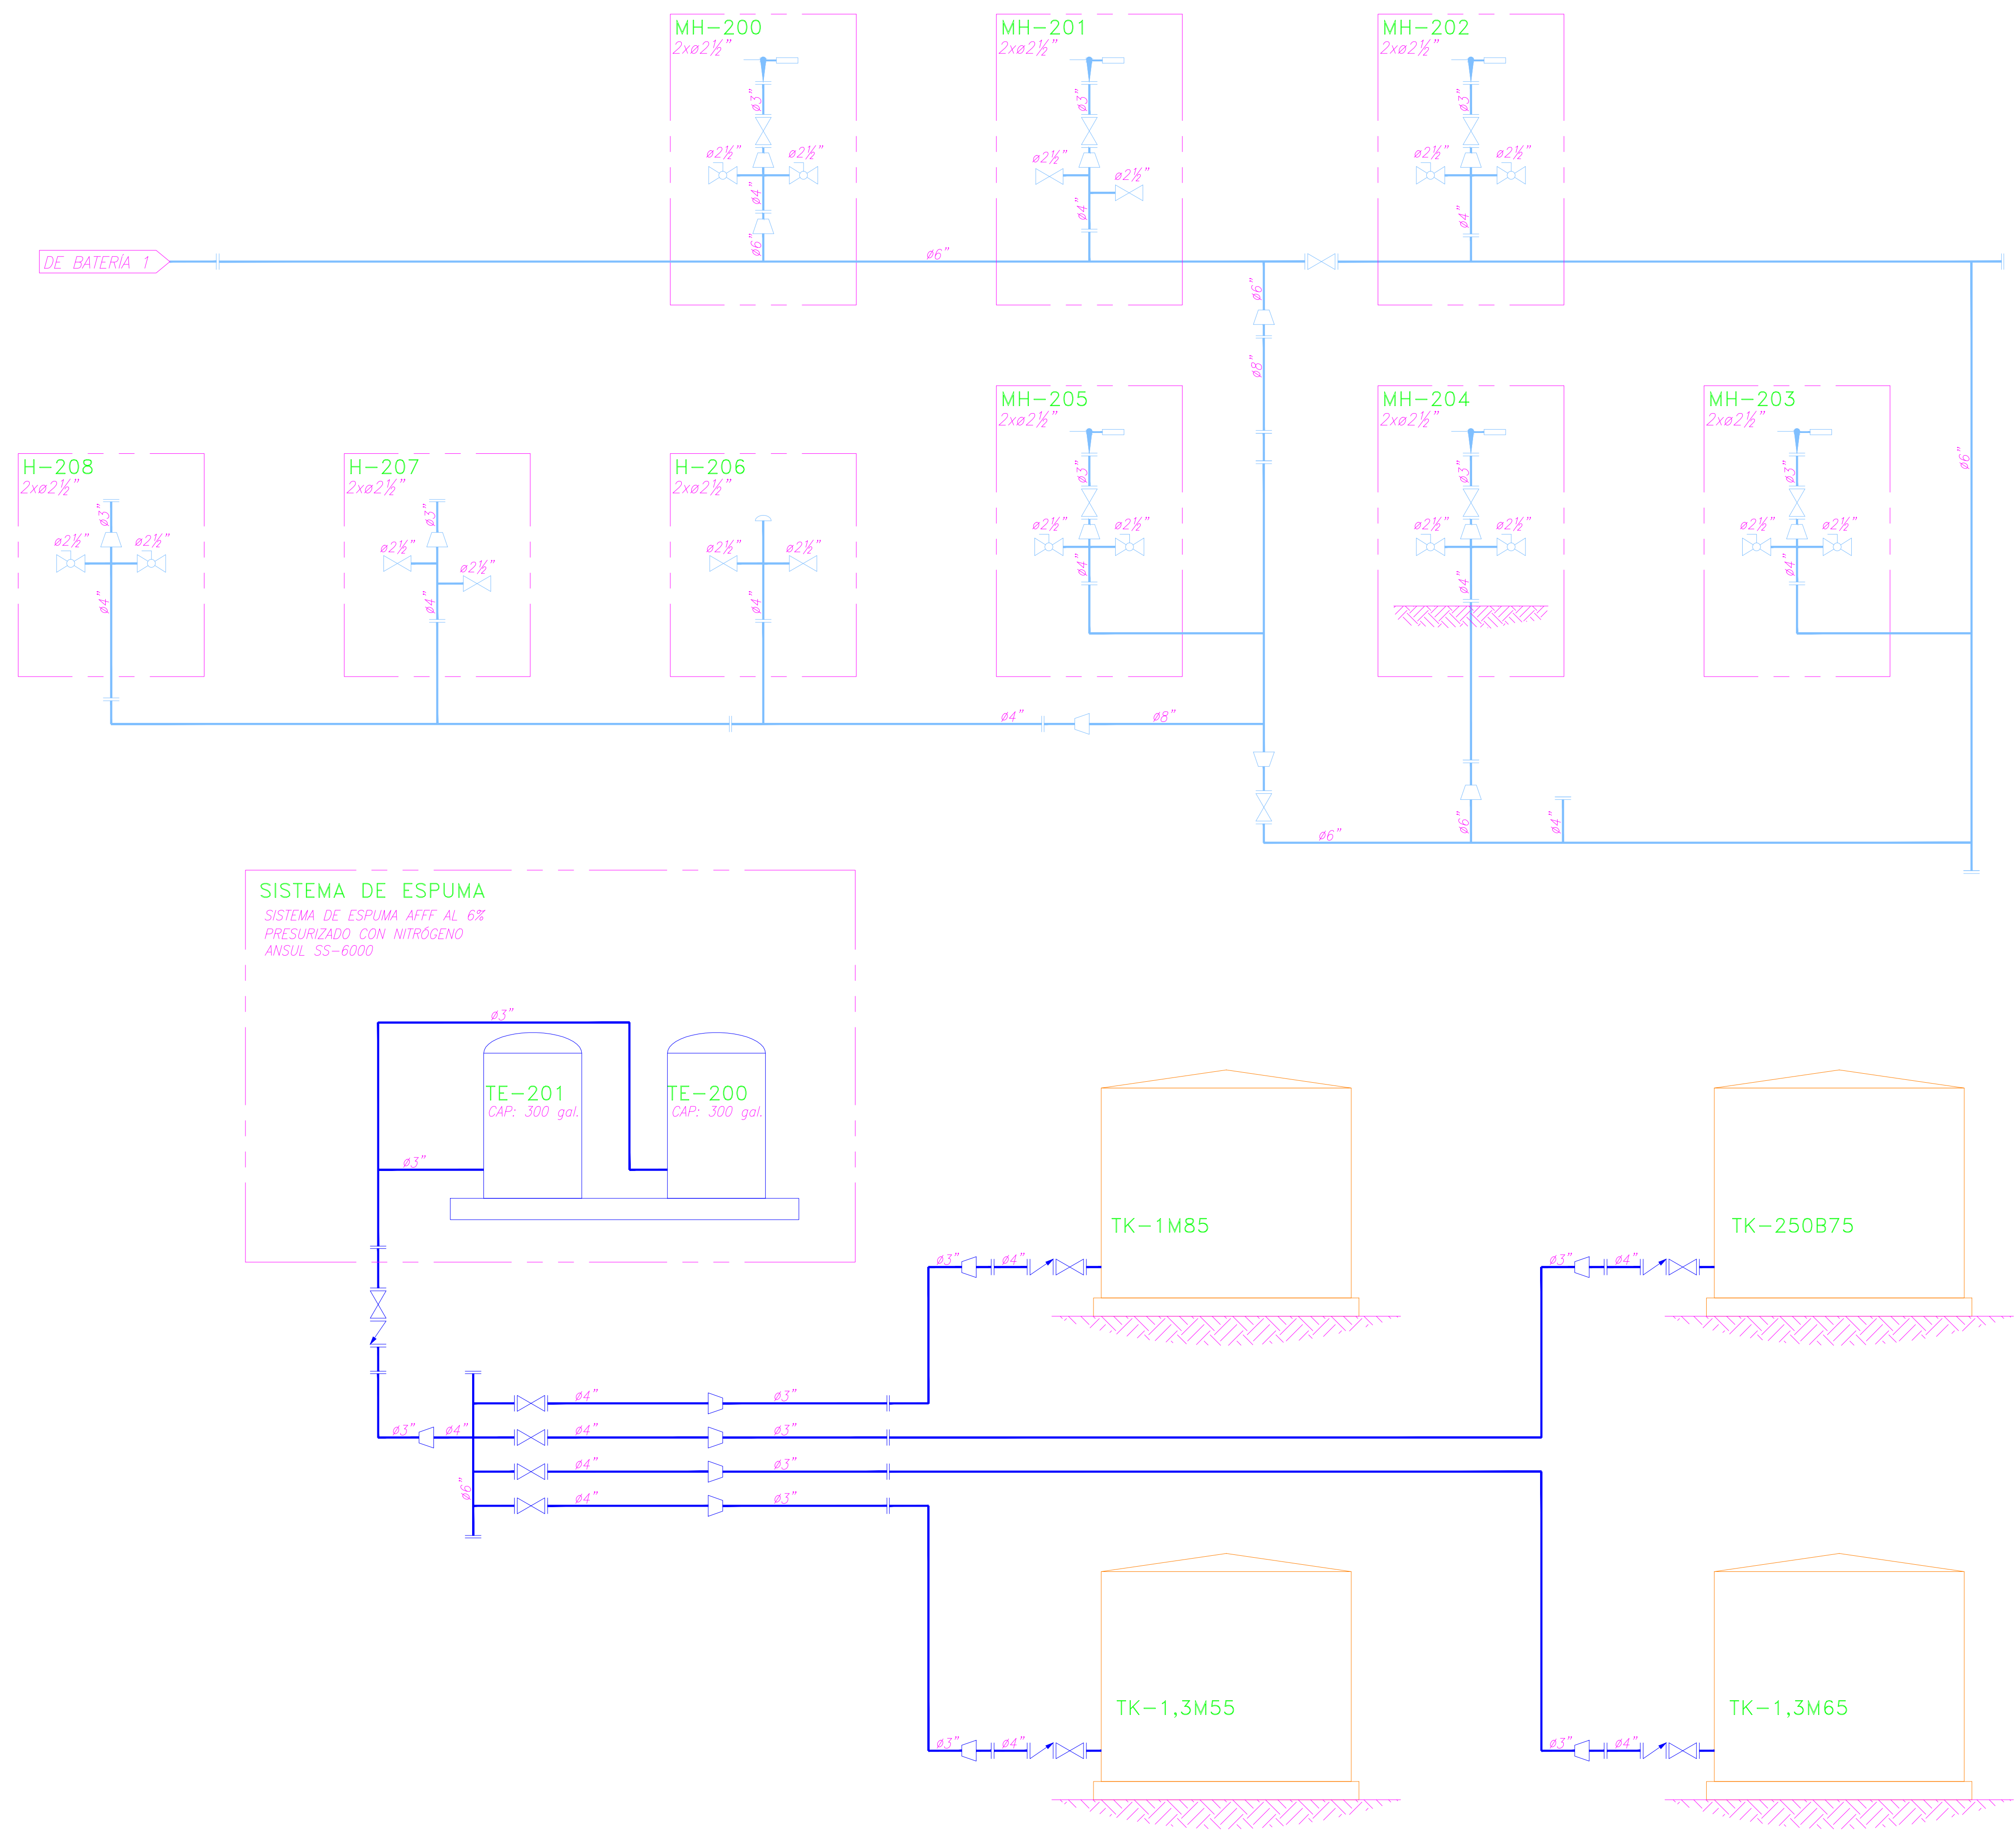 MH-200
2xø2½"
ø3"
ø2½"
ø2½"
ø4"
ø6"
MH-201
2xø2½"
ø3"
ø2½"
ø2½"
ø4"
MH-202
2xø2½"
ø3"
ø2½"
ø2½"
ø4"
DE BATERÍA 1
ø6"
ø6"
ø8"
ø6"
MH-205
2xø2½"
ø3"
ø2½"
ø2½"
ø4"
MH-204
2xø2½"
ø3"
ø2½"
ø2½"
ø4"
ø6"
MH-203
2xø2½"
ø3"
ø2½"
ø2½"
ø4"
H-208
2xø2½"
ø3"
ø2½"
ø2½"
ø4"
H-207
2xø2½"
ø3"
ø2½"
ø2½"
ø4"
H-206
2xø2½"
ø2½"
ø2½"
ø4"
ø4"
ø8"
ø6"
ø4"
SISTEMA DE ESPUMA
SISTEMA DE ESPUMA AFFF AL 6%
PRESURIZADO CON NITRÓGENO
ANSUL SS-6000
ø3"
TE-201
CAP: 300 gal.
TE-200
CAP: 300 gal.
ø3"
TK-1M85
TK-250B75
ø3"
ø4"
ø3"
ø4"
ø4"
ø3"
ø3"
ø4"
ø4"
ø3"
ø4"
ø3"
ø6"
ø4"
ø3"
TK-1,3M55
TK-1,3M65
ø3"
ø4"
ø3"
ø4"